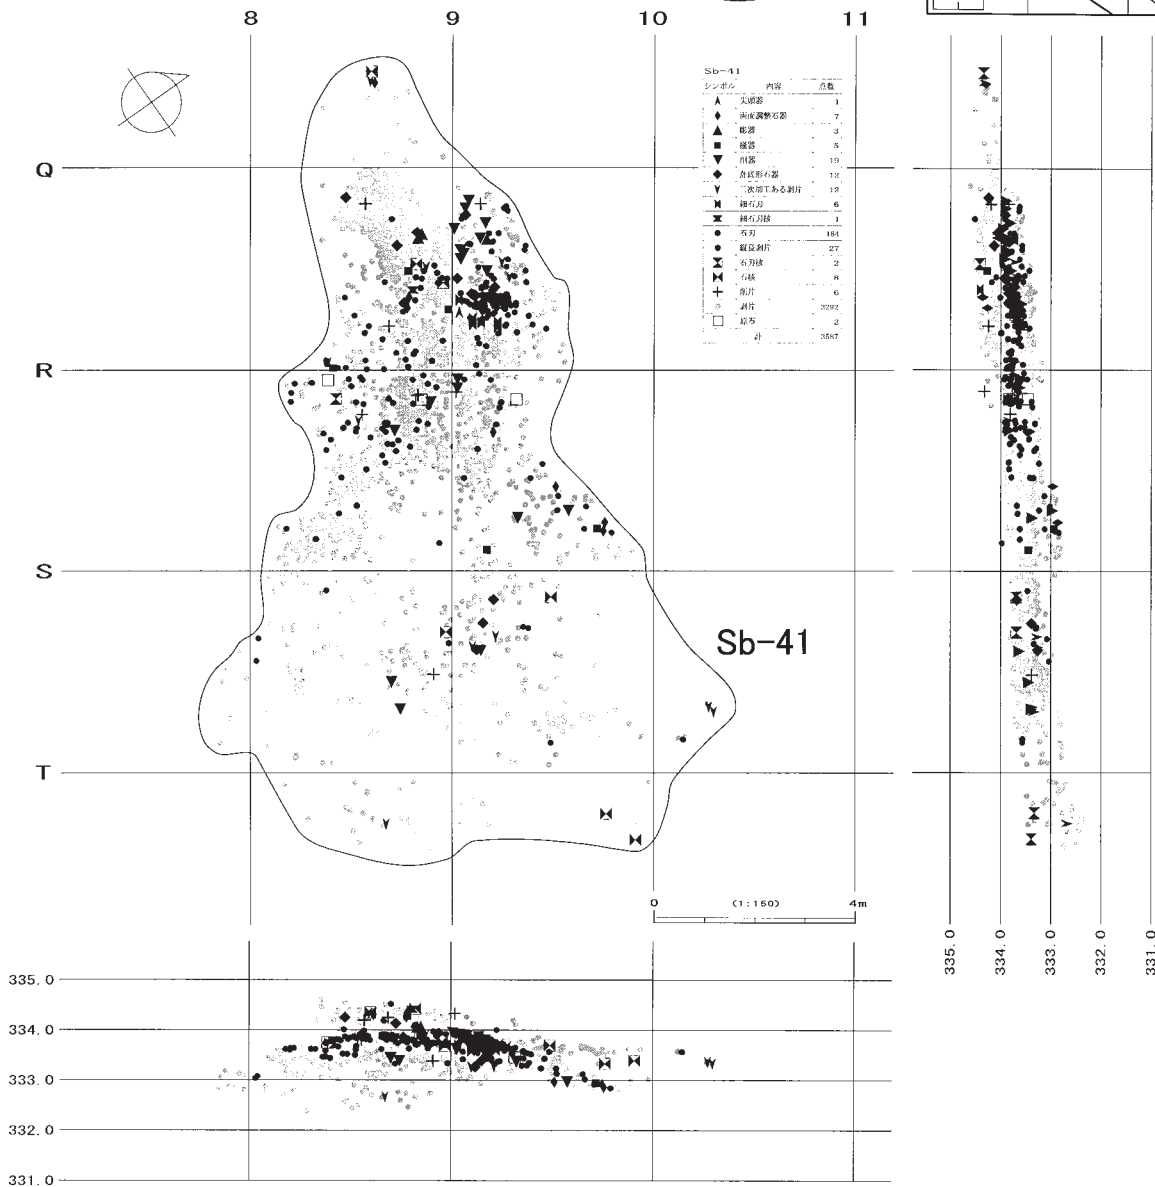 8 9 10 11
Sb-41
シンボル 内容 点数
尖頭器 1
両面調整石器 7
彫器 3
掻器 5
削器 19
舟底形石器 12
二次加工ある剥片 12
細石刃 6
細石刃核 1
石刃 184
縦長剥片 27
石刃核 2
石核 8
削片 6
剥片 3292
原石 2
計 3587
Q
R
S
Sb-41
T
0 (1:150) 4m
335.0 334.0 333.0 332.0 331.0
335.0
334.0
333.0
332.0
331.0